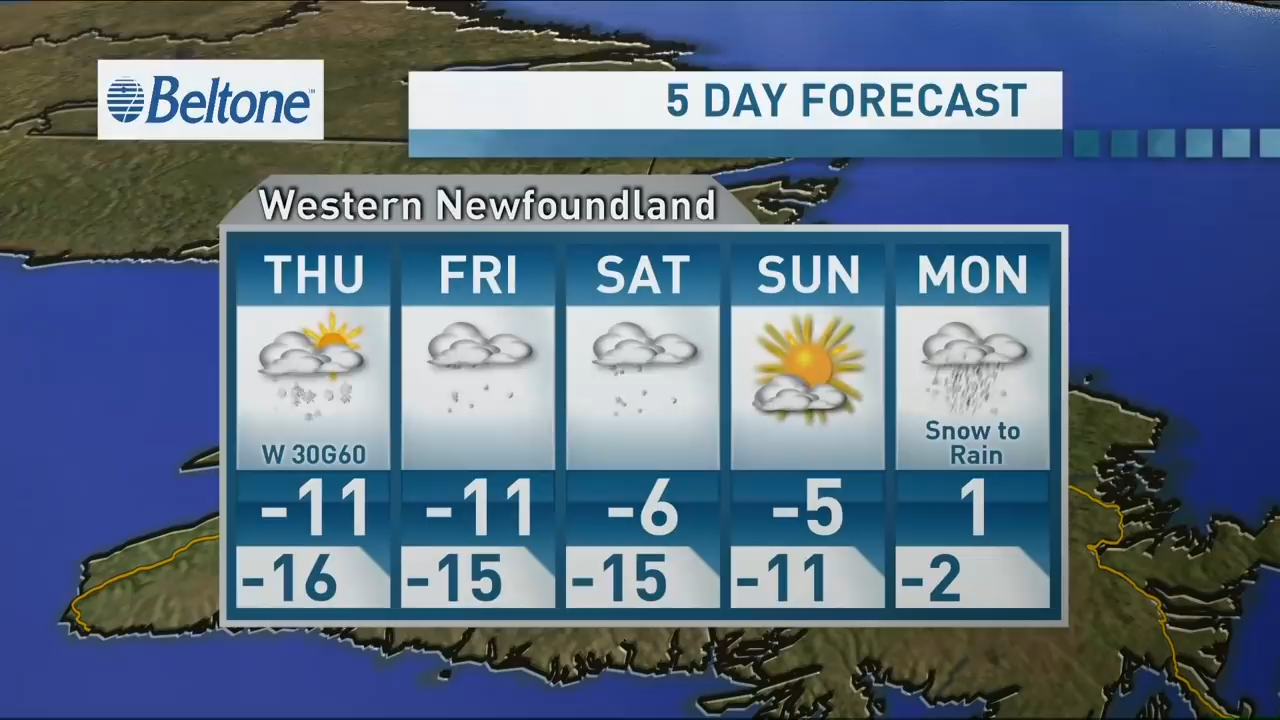 Beltone™
5 DAY FORECAST
Western Newfoundland
THU FRI SAT SUN MON
W 30G60
Snow to
Rain
-11 -11 -6 -5 1
-16 -15 -15 -11 -2